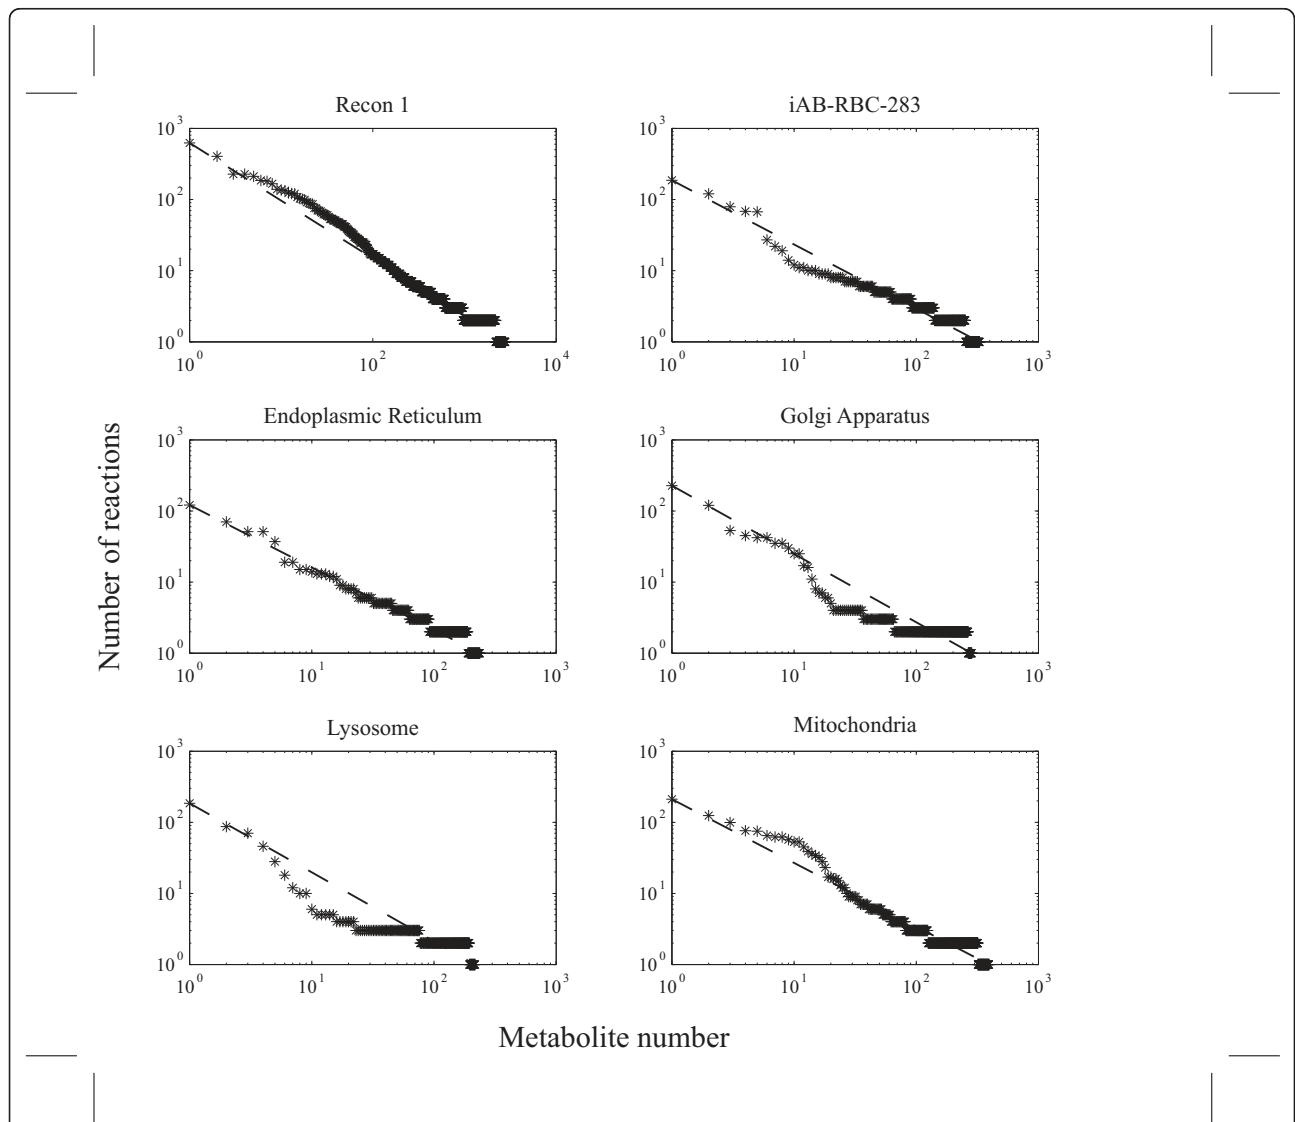 Recon 1
iAB-RBC-283
10^3
10^2
10^1
10^0
10^0 10^2 10^4
10^3
10^2
10^1
10^0
10^0 10^1 10^2 10^3
Endoplasmic Reticulum
Golgi Apparatus
10^3
10^2
10^1
10^0
10^0 10^1 10^2 10^3
10^3
10^2
10^1
10^0
10^0 10^1 10^2 10^3
Number of reactions
Lysosome
Mitochondria
10^3
10^2
10^1
10^0
10^0 10^1 10^2 10^3
10^3
10^2
10^1
10^0
10^0 10^1 10^2 10^3
Metabolite number